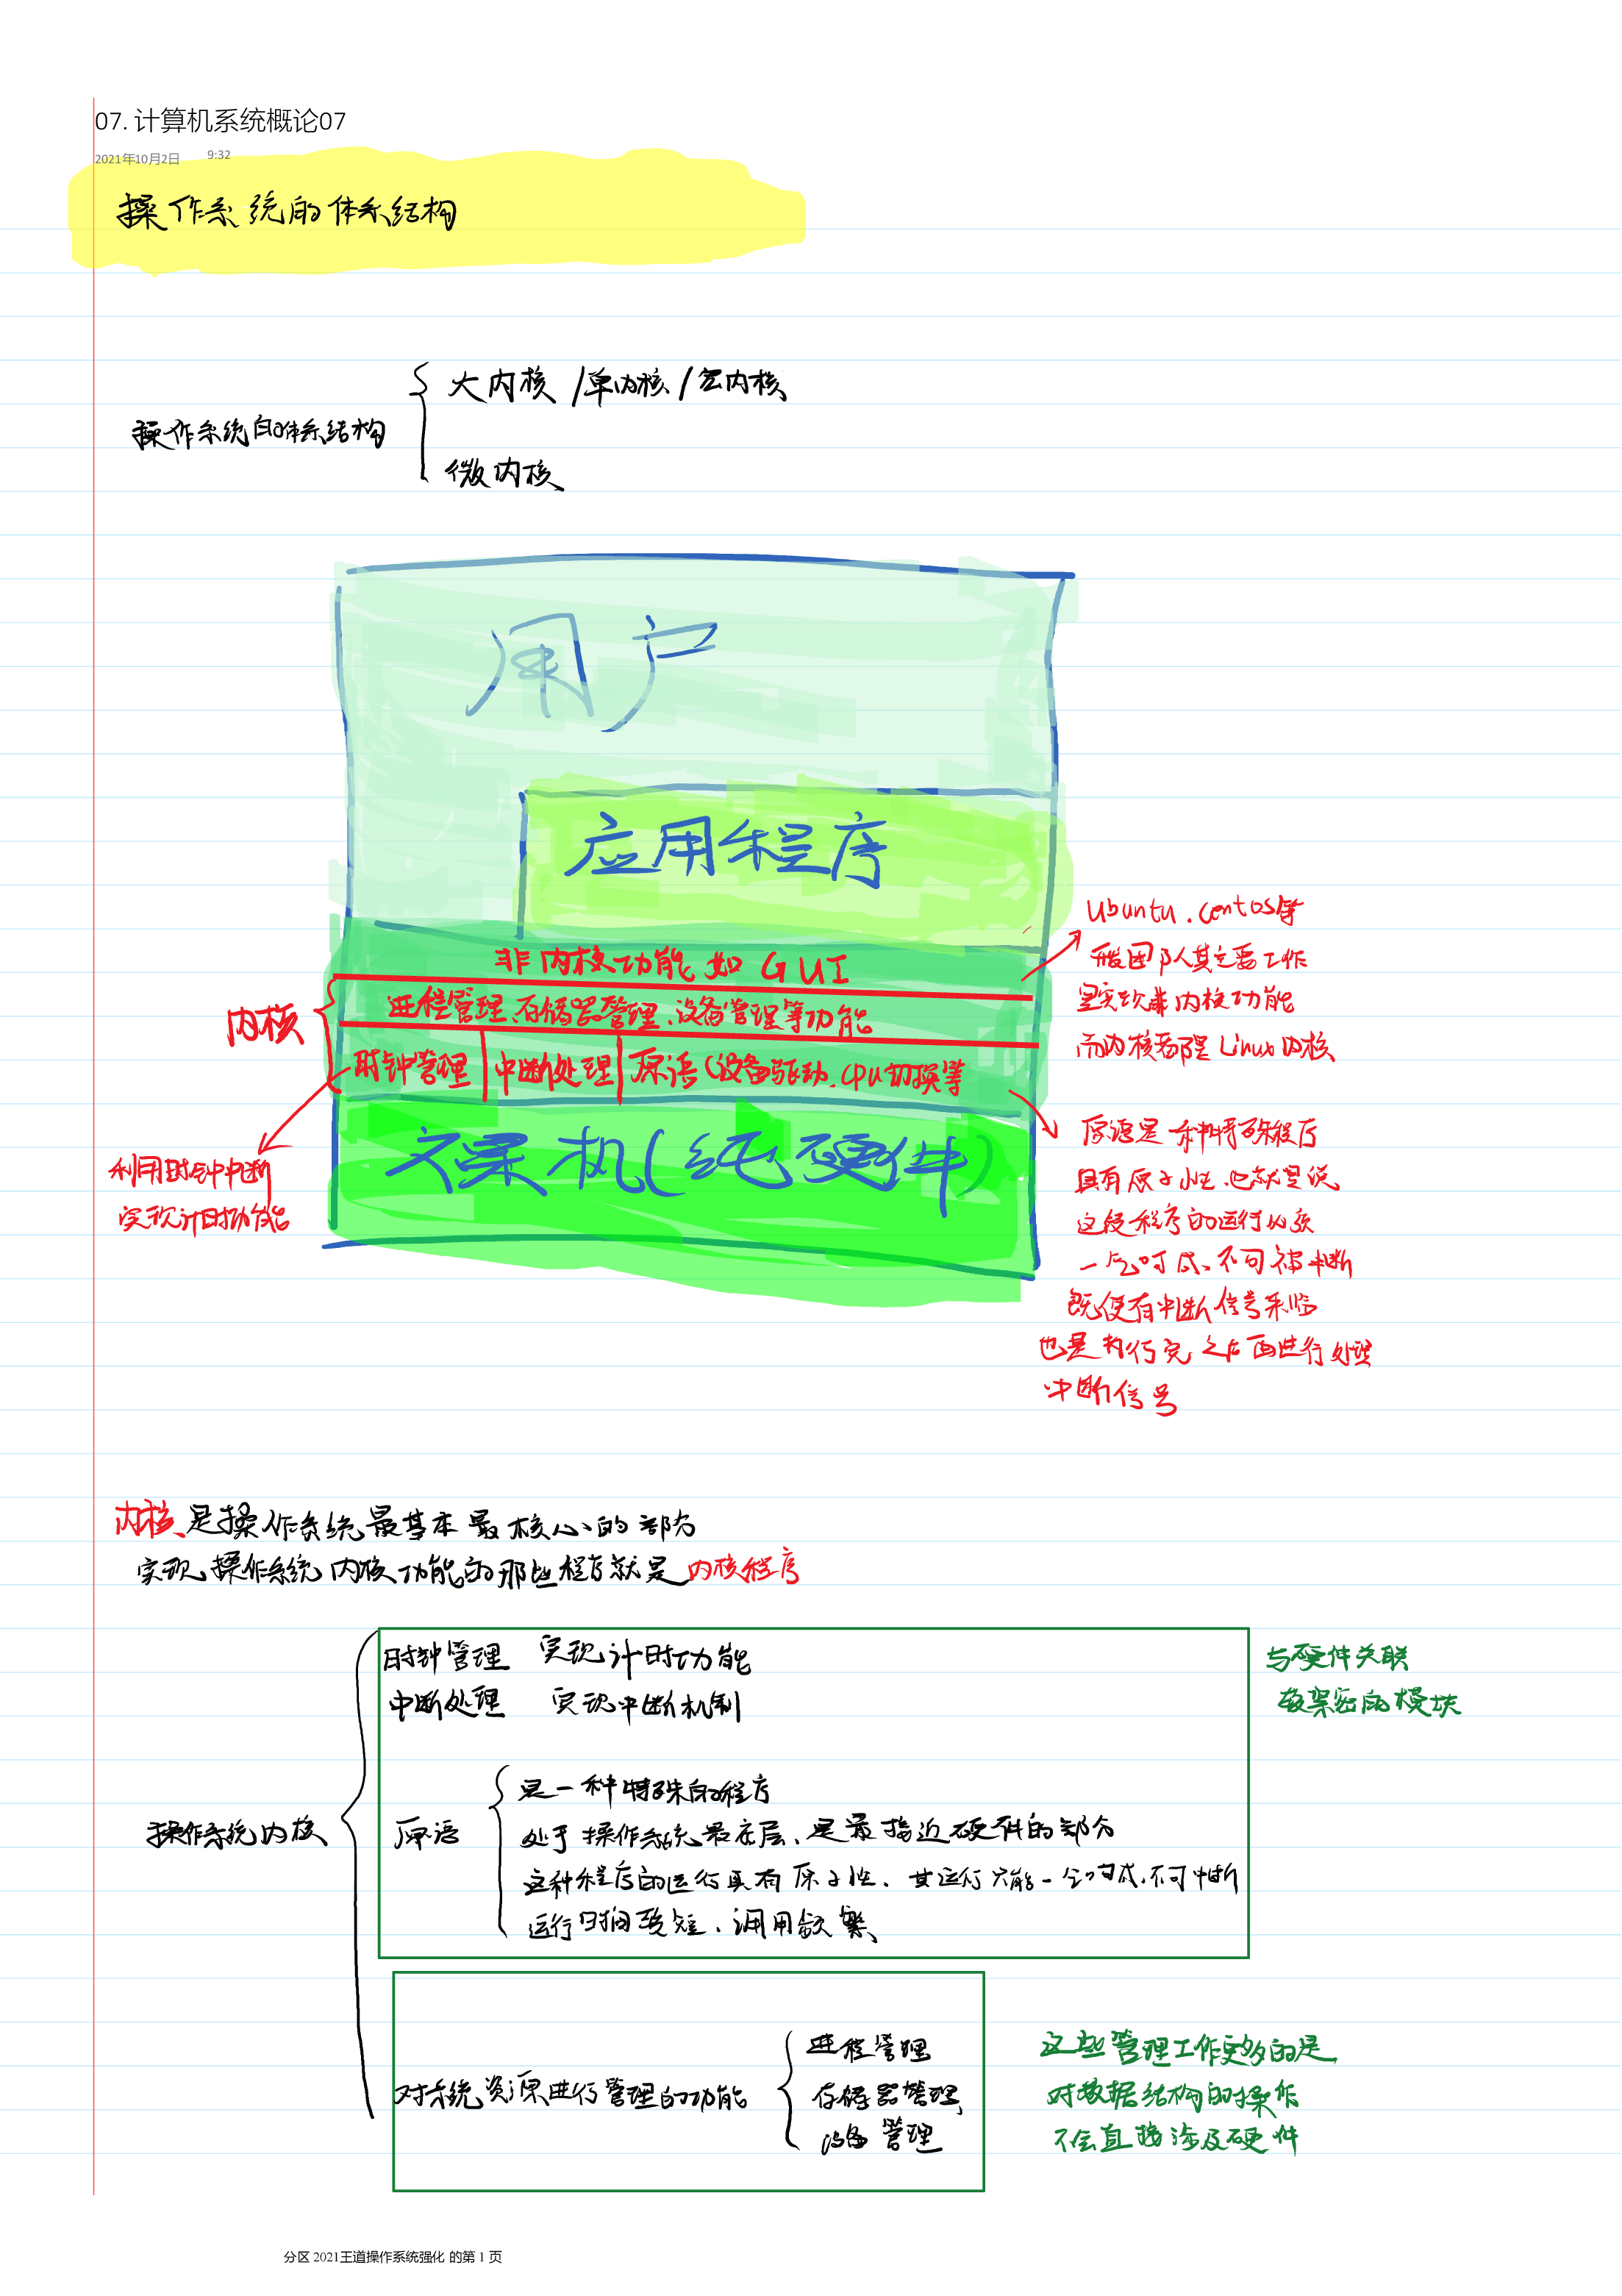 07. 计算机系统概论07
2021年10月2日 9:32
操作系统的体系结构
大内核 /单内核 /宏内核
操作系统的体系结构
微内核
用户
应用程序
非内核功能如 GUI
Ubuntu. Centos等
其主要工作
是实现非内核功能
而内核都是Linux内核
内核
进程管理、存储器管理、设备管理等功能
时钟管理 中断处理 原语(设备驱动、CPU切换等
裸机(纯硬件)
利用时钟中断
实现计时功能
原语是一种特殊程序
具有原子性、也就是说
这段程序的运行必须
一气呵成、不可被中断
既使有中断信号来临
也是执行完之后再进行处理
中断信号
内核是操作系统最基本最核心的部分
实现操作系统内核功能的那些程序就是内核程序
时钟管理 实现计时功能
中断处理 实现中断机制
与硬件关联
较紧密的模块
操作系统内核
原语
是一种特殊的程序
处于操作系统最底层、是最接近硬件的部分
这种程序的运行具有原子性、其运行只能一气呵成、不可中断
运行时间较短、调用频繁
对系统资源进行管理的功能
进程管理
存储器管理
设备管理
这些管理工作更多的是
对数据结构的操作
不会直接涉及硬件
分区 2021王道操作系统强化 的第 1 页